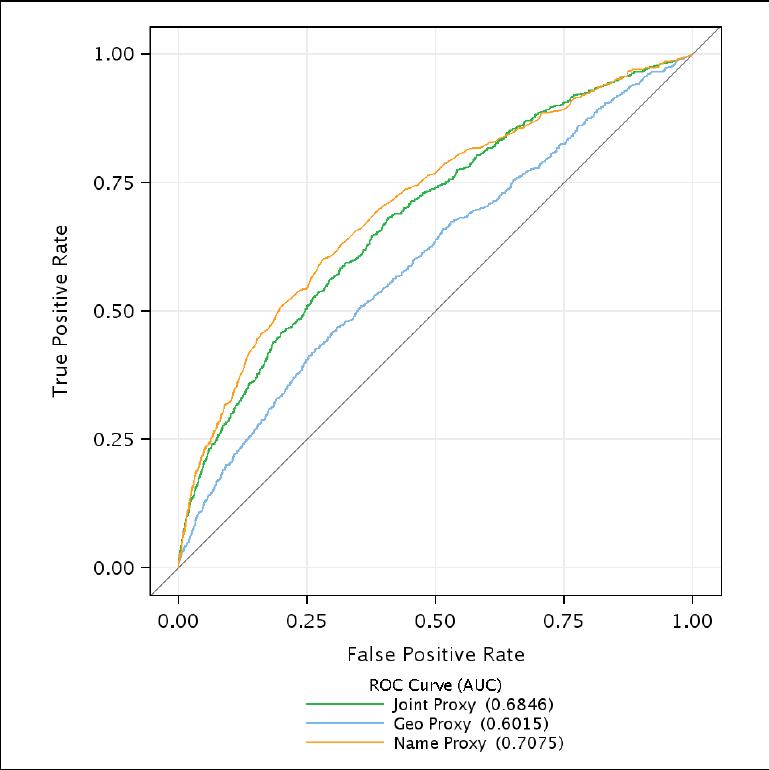 1.00
0.75
0.50
0.25
0.00
True Positive Rate
0.00 0.25 0.50 0.75 1.00
False Positive Rate
ROC Curve (AUC)
Joint Proxy (0.6846)
Geo Proxy (0.6015)
Name Proxy (0.7075)